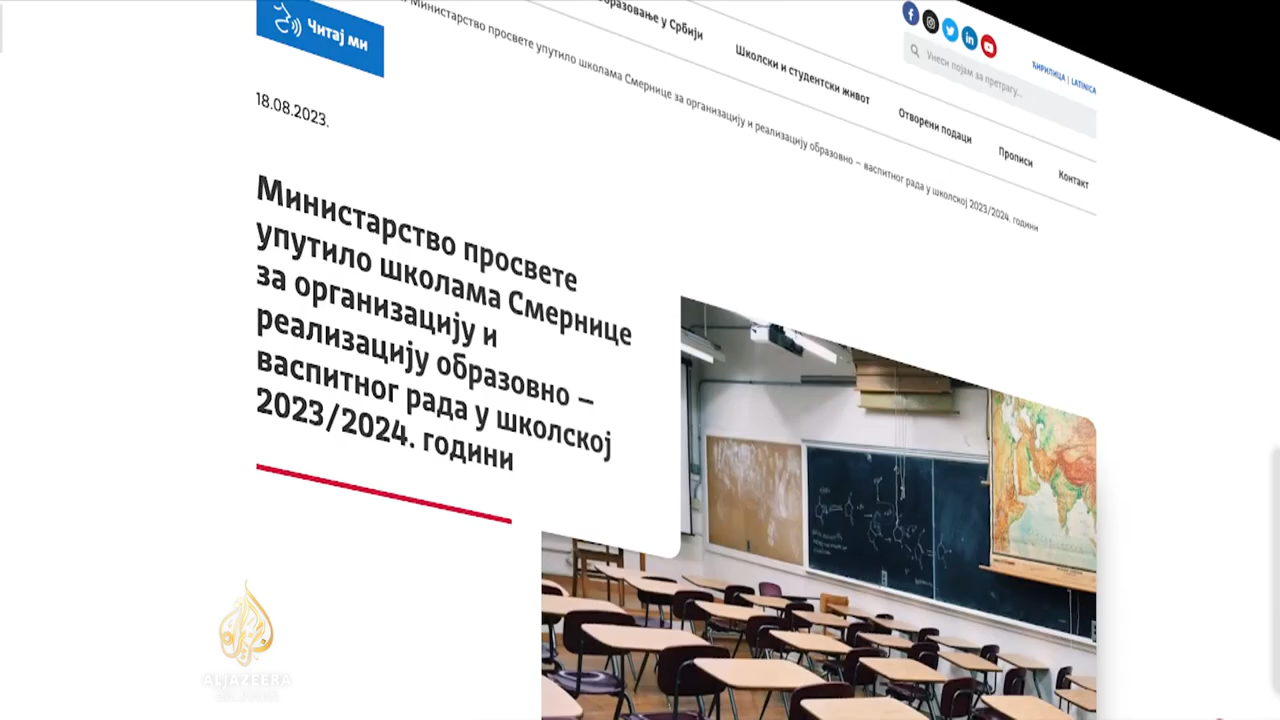 Читај ми
бразовање у Србији
Школски и студентски живот
Отворени подаци
Прописи
Контакт
Унеси појам за претрагу...
ЋИРИЛИЦА | LATINICA
Министарство просвете упутило школама Смернице за организацију и реализацију образовно – васпитног рада у школској 2023/2024. години
18.08.2023.
Министарство просвете
упутило школама Смернице
за организацију и
реализацију образовно –
васпитног рада у школској
2023/2024. години
ALJAZEERA